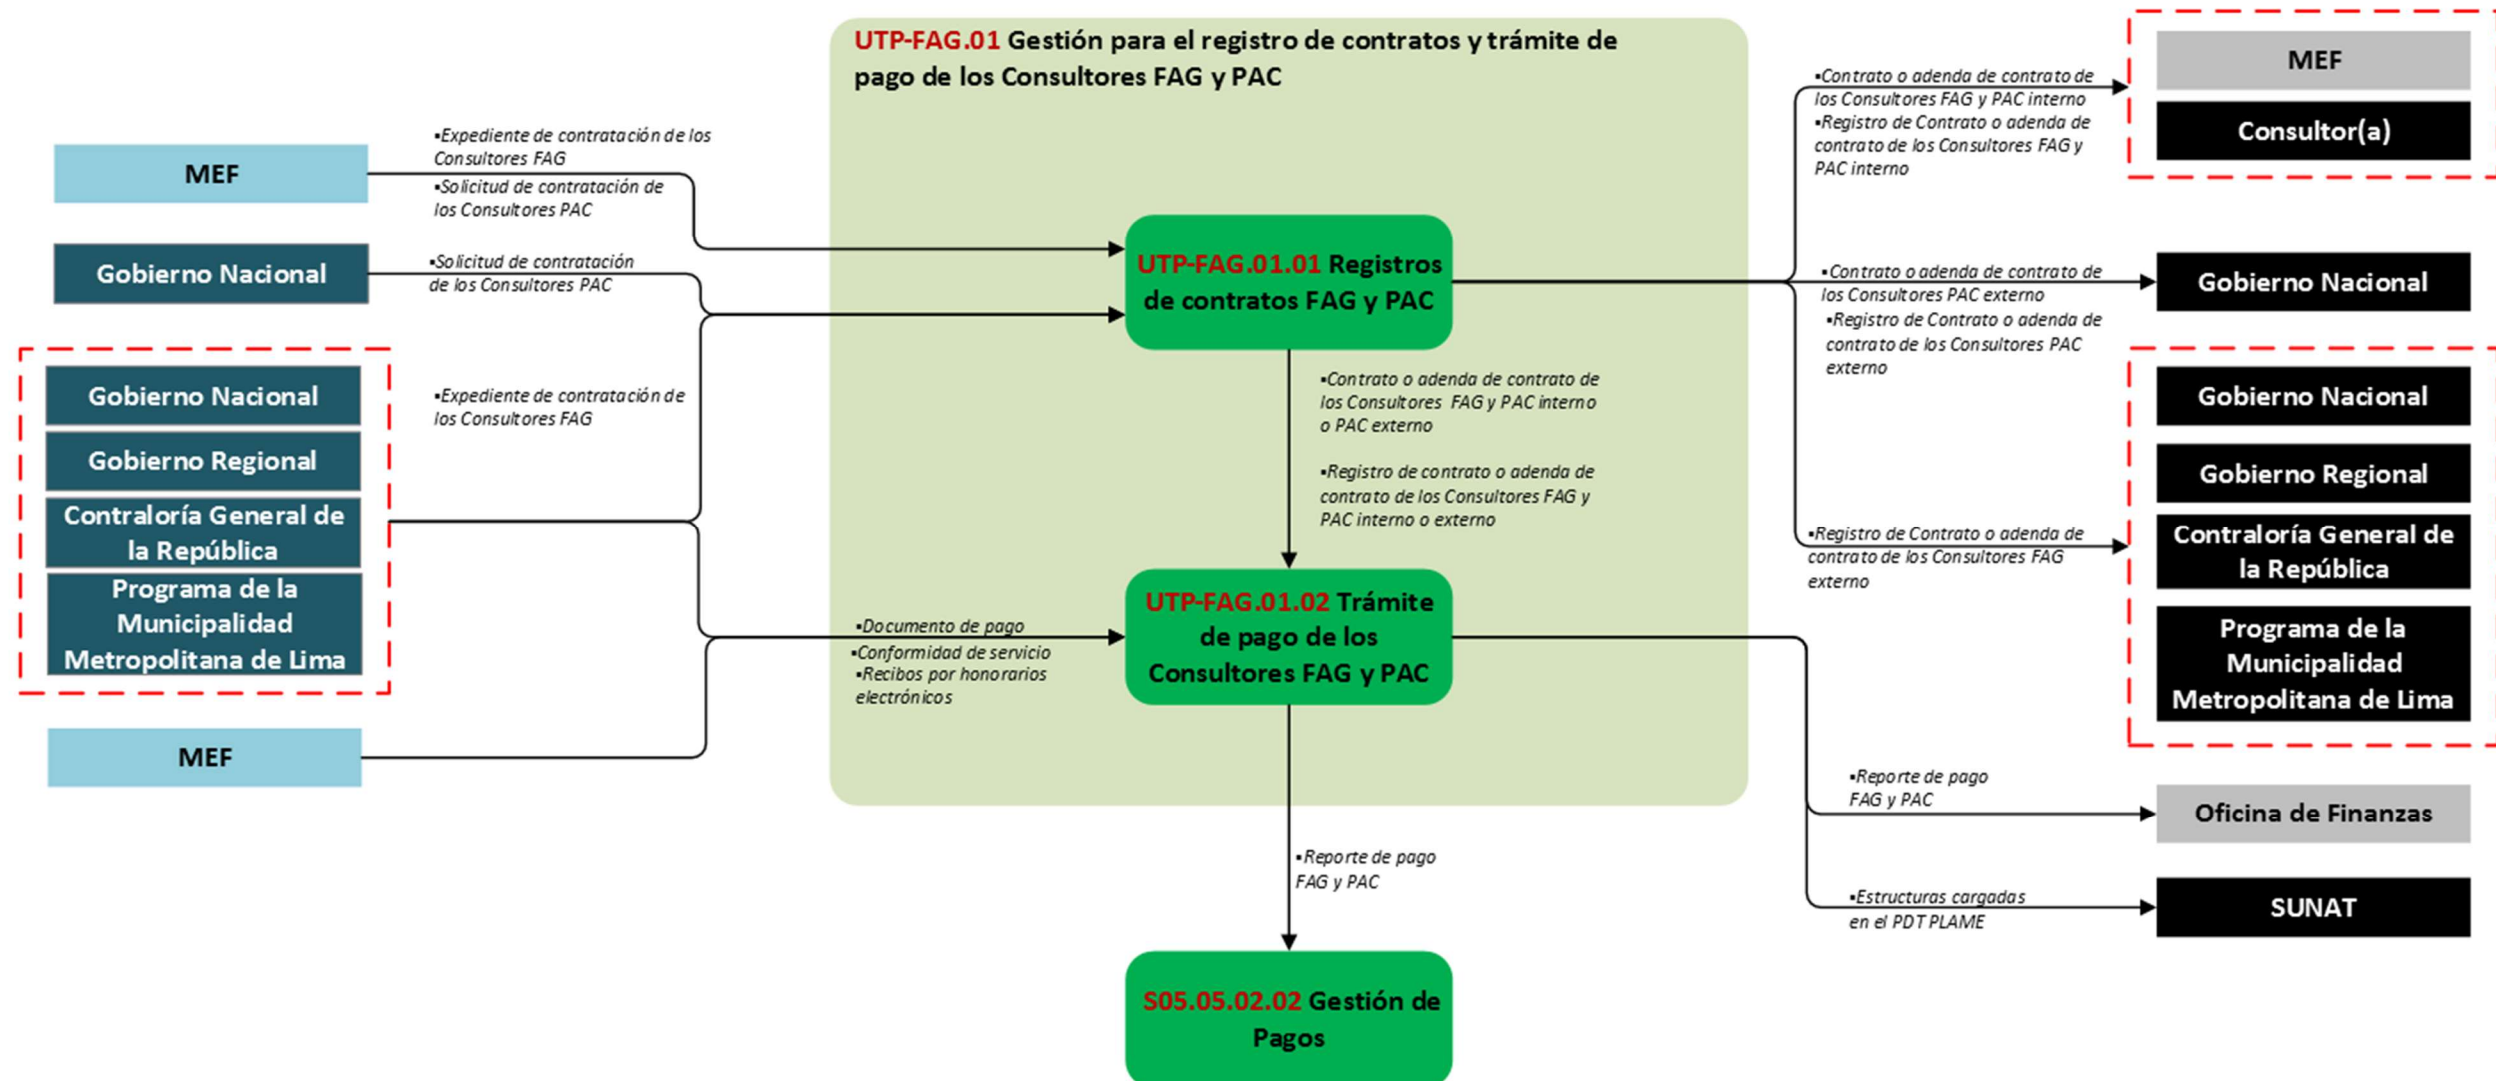 UTP-FAG.01 Gestión para el registro de contratos y trámite de
pago de los Consultores FAG y PAC
MEF
▪Expediente de contratación de los
Consultores FAG
▪Solicitud de contratación de
los Consultores PAC
Gobierno Nacional
▪Solicitud de contratación
de los Consultores PAC
Gobierno Nacional
Gobierno Regional
Contraloría General de
la República
Programa de la
Municipalidad
Metropolitana de Lima
▪Expediente de contratación de
los Consultores FAG
MEF
▪Documento de pago
▪Conformidad de servicio
▪Recibos por honorarios
electrónicos
UTP-FAG.01.01 Registros
de contratos FAG y PAC
▪Contrato o adenda de contrato de
los Consultores FAG y PAC interno
o PAC externo
▪Registro de contrato o adenda de
contrato de los Consultores FAG y
PAC interno o externo
UTP-FAG.01.02 Trámite
de pago de los
Consultores FAG y PAC
▪Reporte de pago
FAG y PAC
S05.05.02.02 Gestión de
Pagos
▪Contrato o adenda de contrato de
los Consultores FAG y PAC interno
▪Registro de Contrato o adenda de
contrato de los Consultores FAG y
PAC interno
MEF
Consultor(a)
▪Contrato o adenda de contrato de
los Consultores PAC externo
▪Registro de Contrato o adenda de
contrato de los Consultores PAC
externo
Gobierno Nacional
▪Registro de Contrato o adenda de
contrato de los Consultores FAG
externo
Gobierno Nacional
Gobierno Regional
Contraloría General de
la República
Programa de la
Municipalidad
Metropolitana de Lima
▪Reporte de pago
FAG y PAC
Oficina de Finanzas
▪Estructuras cargadas
en el PDT PLAME
SUNAT